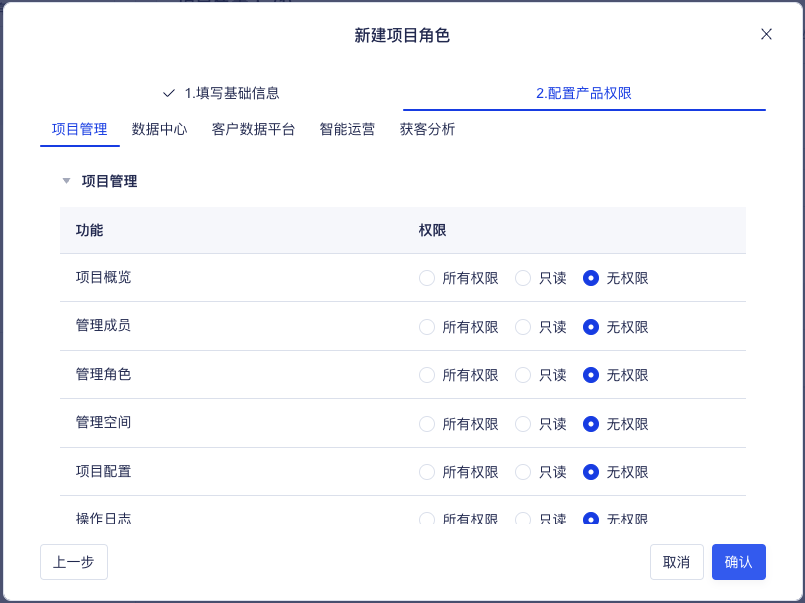 新建项目角色
1.填写基础信息 2.配置产品权限
项目管理 数据中心 客户数据平台 智能运营 获客分析
项目管理
功能 权限
项目概览 所有权限 只读 无权限
管理成员 所有权限 只读 无权限
管理角色 所有权限 只读 无权限
管理空间 所有权限 只读 无权限
项目配置 所有权限 只读 无权限
操作日志 所有权限 只读 无权限
上一步 取消 确认